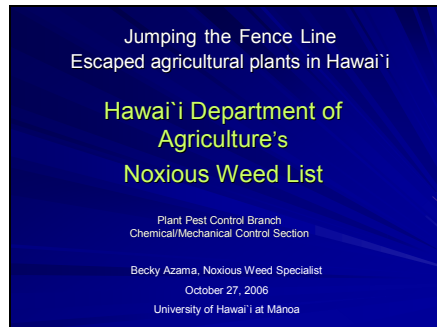 Jumping the Fence Line
Escaped agricultural plants in Hawai`i
Hawai`i Department of
Agriculture's
Noxious Weed List
Plant Pest Control Branch
Chemical/Mechanical Control Section
Becky Azama, Noxious Weed Specialist
October 27, 2006
University of Hawai`i at Mānoa